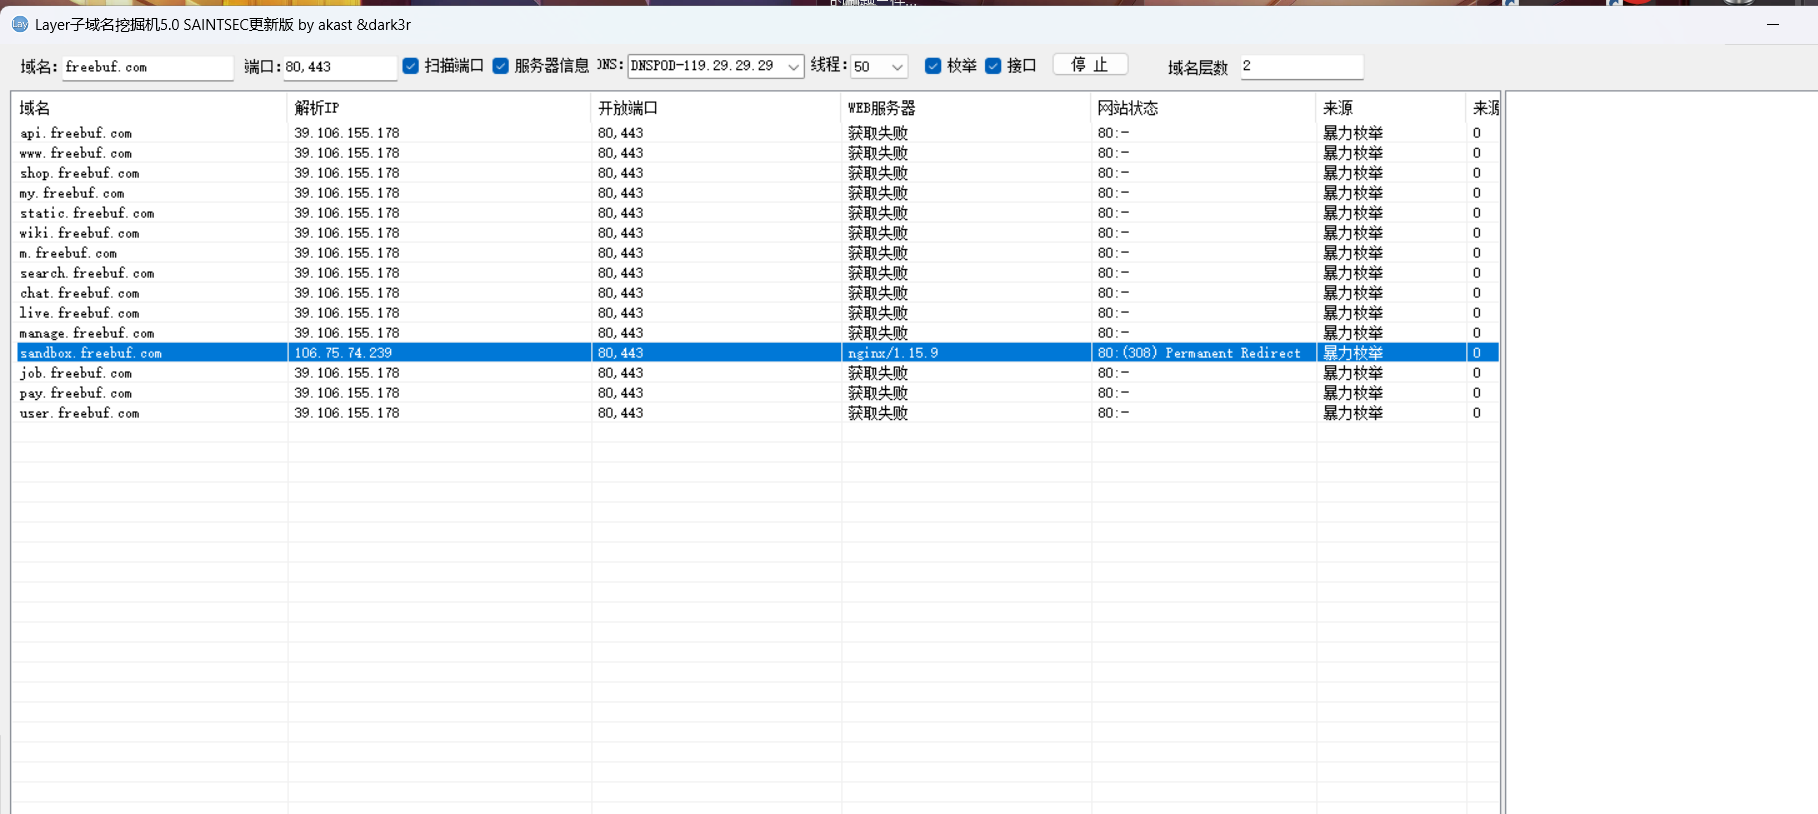 Layer子域名挖掘机5.0 SAINTSEC更新版 by akast &dark3r
域名: freebuf.com 端口: 80,443 扫描端口 服务器信息 DNS: DNSPOD-119.29.29.29 线程: 50 枚举 接口 停 止 域名层数 2
域名 解析IP 开放端口 WEB服务器 网站状态 来源 来源
api.freebuf.com 39.106.155.178 80,443 获取失败 80:- 暴力枚举 0
www.freebuf.com 39.106.155.178 80,443 获取失败 80:- 暴力枚举 0
shop.freebuf.com 39.106.155.178 80,443 获取失败 80:- 暴力枚举 0
my.freebuf.com 39.106.155.178 80,443 获取失败 80:- 暴力枚举 0
static.freebuf.com 39.106.155.178 80,443 获取失败 80:- 暴力枚举 0
wiki.freebuf.com 39.106.155.178 80,443 获取失败 80:- 暴力枚举 0
m.freebuf.com 39.106.155.178 80,443 获取失败 80:- 暴力枚举 0
search.freebuf.com 39.106.155.178 80,443 获取失败 80:- 暴力枚举 0
chat.freebuf.com 39.106.155.178 80,443 获取失败 80:- 暴力枚举 0
live.freebuf.com 39.106.155.178 80,443 获取失败 80:- 暴力枚举 0
manage.freebuf.com 39.106.155.178 80,443 获取失败 80:- 暴力枚举 0
sandbox.freebuf.com 106.75.74.239 80,443 nginx/1.15.9 80:(308) Permanent Redirect 暴力枚举 0
job.freebuf.com 39.106.155.178 80,443 获取失败 80:- 暴力枚举 0
pay.freebuf.com 39.106.155.178 80,443 获取失败 80:- 暴力枚举 0
user.freebuf.com 39.106.155.178 80,443 获取失败 80:- 暴力枚举 0